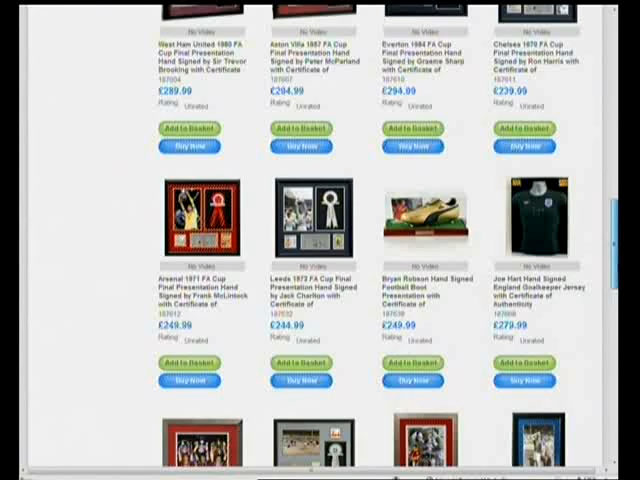 No Video
No Video
No Video
No Video
West Ham United 1980 FA
Cup Final Presentation
Hand Signed by Sir Trevor
Brooking with Certificate
187604
£289.99
Rating: Unrated
Add to Basket
Buy Now
Aston Villa 1957 FA Cup
Final Presentation Hand
Signed by Peter McParland
with Certificate of
187607
£294.99
Rating: Unrated
Add to Basket
Buy Now
Everton 1984 FA Cup
Final Presentation Hand
Signed by Graeme Sharp
with Certificate of
187610
£294.99
Rating: Unrated
Add to Basket
Buy Now
Chelsea 1970 FA Cup
Final Presentation Hand
Signed by Ron Harris with
Certificate of
187611
£239.99
Rating: Unrated
Add to Basket
Buy Now
No Video
No Video
No Video
No Video
Arsenal 1971 FA Cup
Final Presentation Hand
Signed by Frank McLintock
with Certificate of
187612
£249.99
Rating: Unrated
Add to Basket
Buy Now
Leeds 1972 FA Cup Final
Presentation Hand Signed
by Jack Charlton with
Certificate of
187632
£244.99
Rating: Unrated
Add to Basket
Buy Now
Bryan Robson Hand Signed
Football Boot
Presentation with
Certificate of
£249.99
Rating: Unrated
Add to Basket
Buy Now
Joe Hart Hand Signed
England Goalkeeper Jersey
with Certificate of
Authenticity
£279.99
Rating: Unrated
Add to Basket
Buy Now